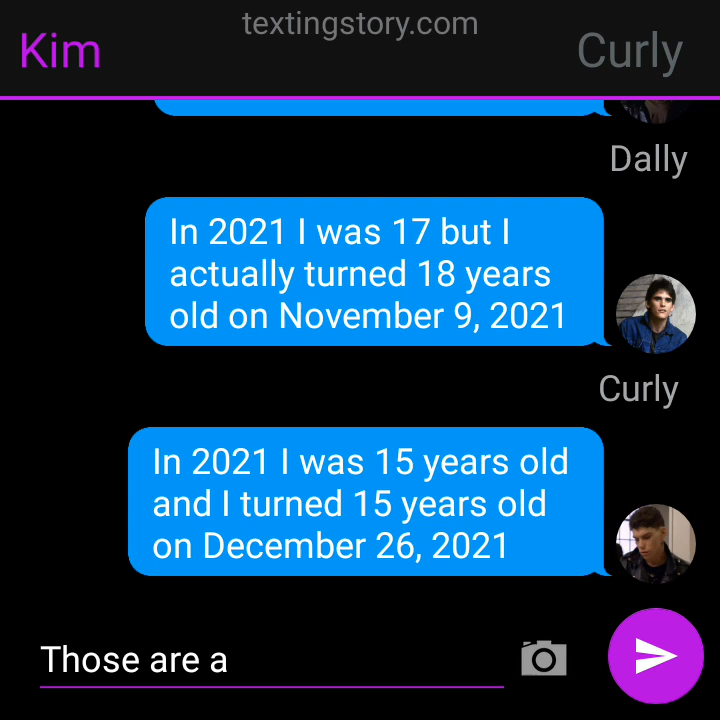 textingstory.com
Kim
Curly
Dally
In 2021 I was 17 but I
actually turned 18 years
old on November 9, 2021
Curly
In 2021 I was 15 years old
and I turned 15 years old
on December 26, 2021
Those are a